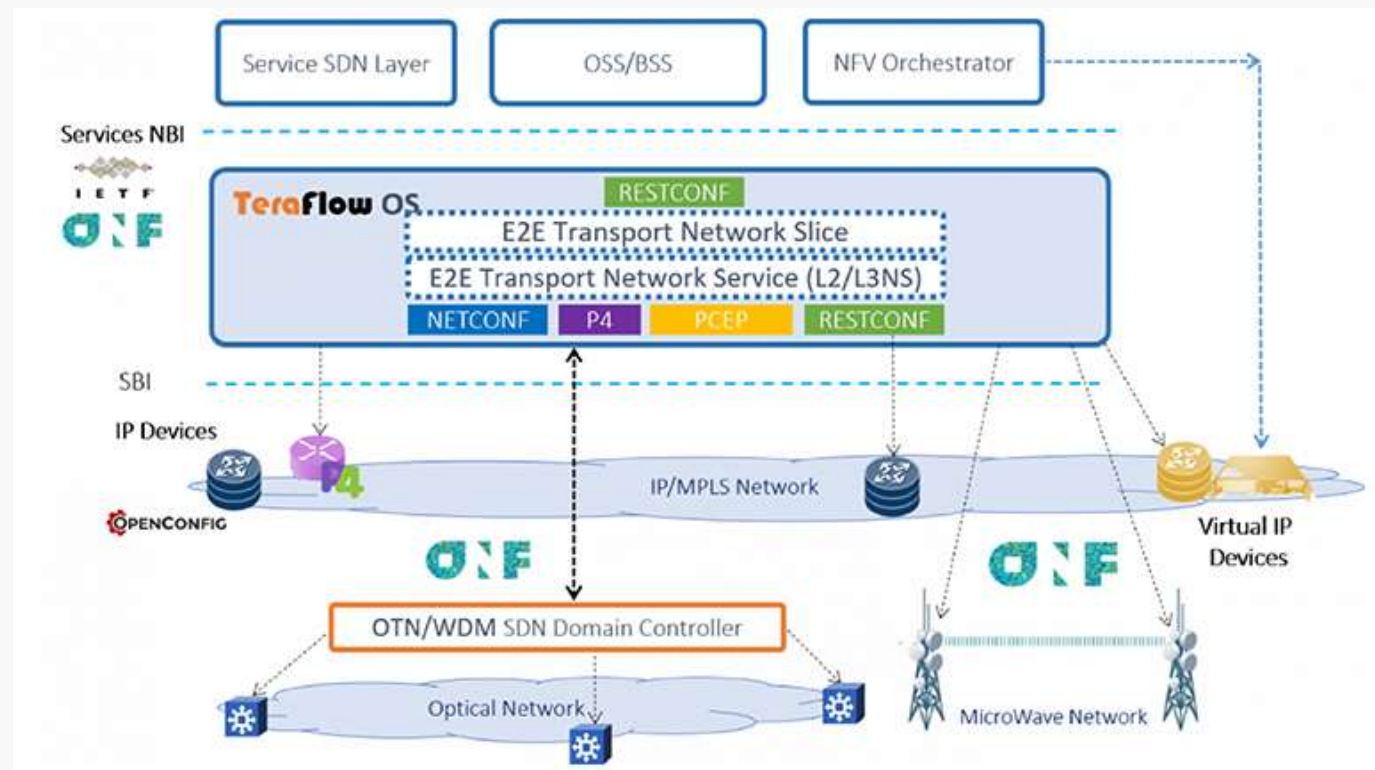 Service SDN Layer
OSS/BSS
NFV Orchestrator
Services NBI
IETF
ONF
TeraFlow OS
RESTCONF
E2E Transport Network Slice
E2E Transport Network Service (L2/L3NS)
NETCONF
P4
PCEP
RESTCONF
SBI
IP Devices
P4
IP/MPLS Network
OPENCONFIG
Virtual IP
Devices
ONF
ONF
OTN/WDM SDN Domain Controller
Optical Network
MicroWave Network